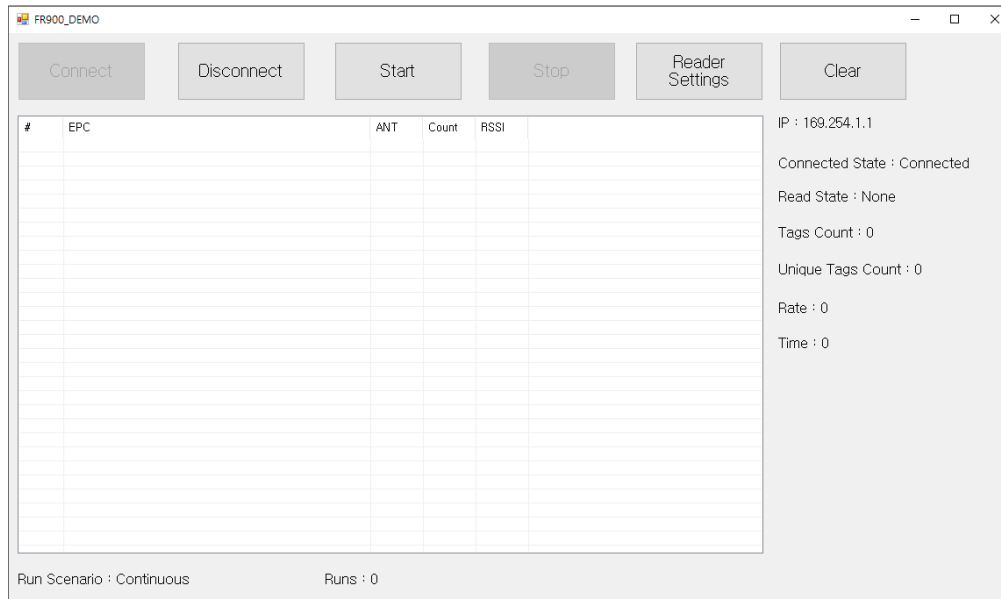 FR900_DEMO
Connect
Disconnect
Start
Stop
Reader
Settings
Clear
# EPC ANT Count RSSI
IP : 169.254.1.1
Connected State : Connected
Read State : None
Tags Count : 0
Unique Tags Count : 0
Rate : 0
Time : 0
Run Scenario : Continuous Runs : 0